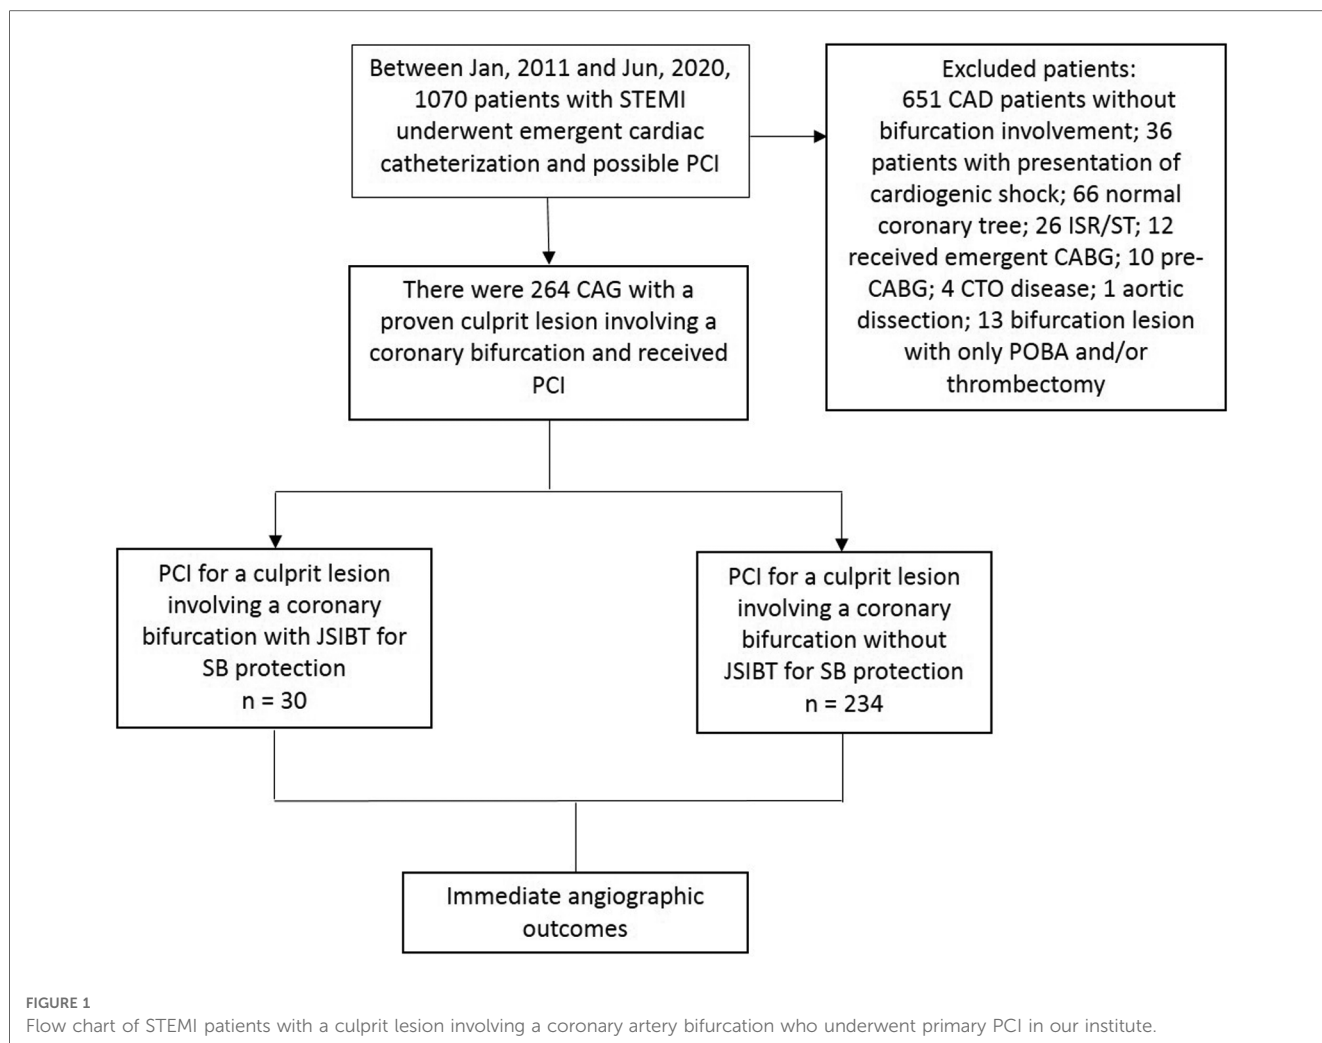 Between Jan, 2011 and Jun, 2020,
1070 patients with STEMI
underwent emergent cardiac
catheterization and possible PCI
Excluded patients:
651 CAD patients without
bifurcation involvement; 36
patients with presentation of
cardiogenic shock; 66 normal
coronary tree; 26 ISR/ST; 12
received emergent CABG; 10 pre-
CABG; 4 CTO disease; 1 aortic
dissection; 13 bifurcation lesion
with only POBA and/or
thrombectomy
There were 264 CAG with a
proven culprit lesion involving a
coronary bifurcation and received
PCI
PCI for a culprit lesion
involving a coronary
bifurcation with JSIBT for
SB protection
n = 30
PCI for a culprit lesion
involving a coronary
bifurcation without
JSIBT for SB protection
n = 234
Immediate angiographic
outcomes
FIGURE 1
Flow chart of STEMI patients with a culprit lesion involving a coronary artery bifurcation who underwent primary PCI in our institute.